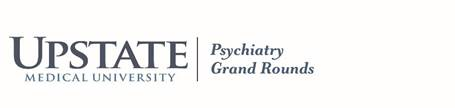 UPSTATE
MEDICAL UNIVERSITY
Psychiatry
Grand Rounds